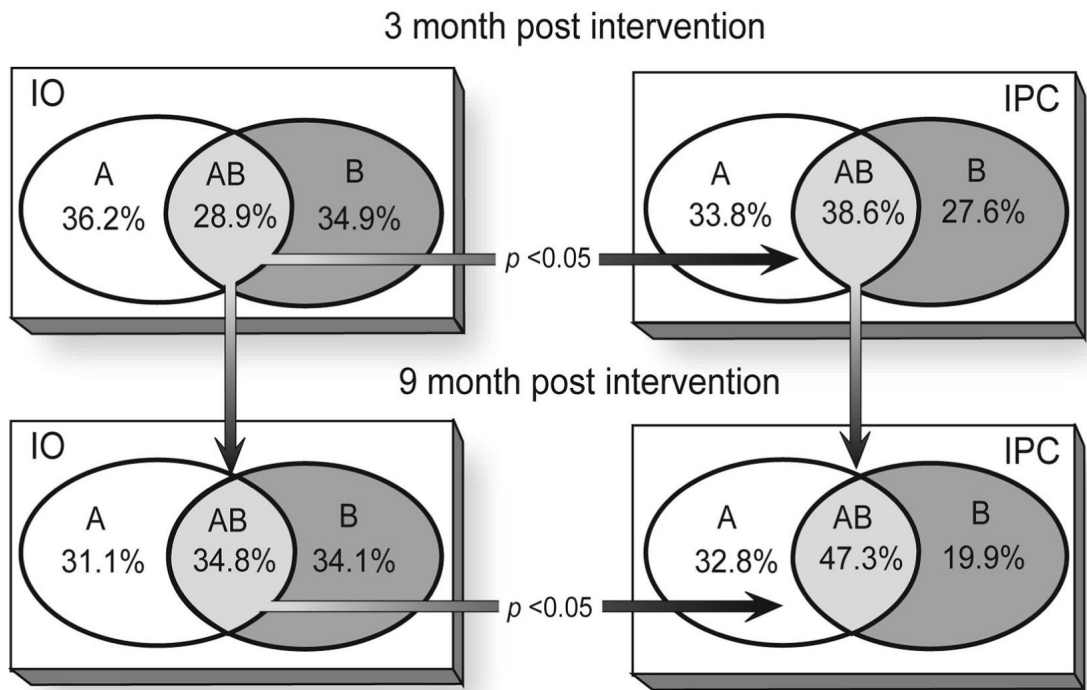 3 month post intervention
IO
IPC
A
AB
B
36.2%
28.9%
34.9%
A
AB
B
33.8%
38.6%
27.6%
p <0.05
9 month post intervention
IO
IPC
A
AB
B
31.1%
34.8%
34.1%
A
AB
B
32.8%
47.3%
19.9%
p <0.05